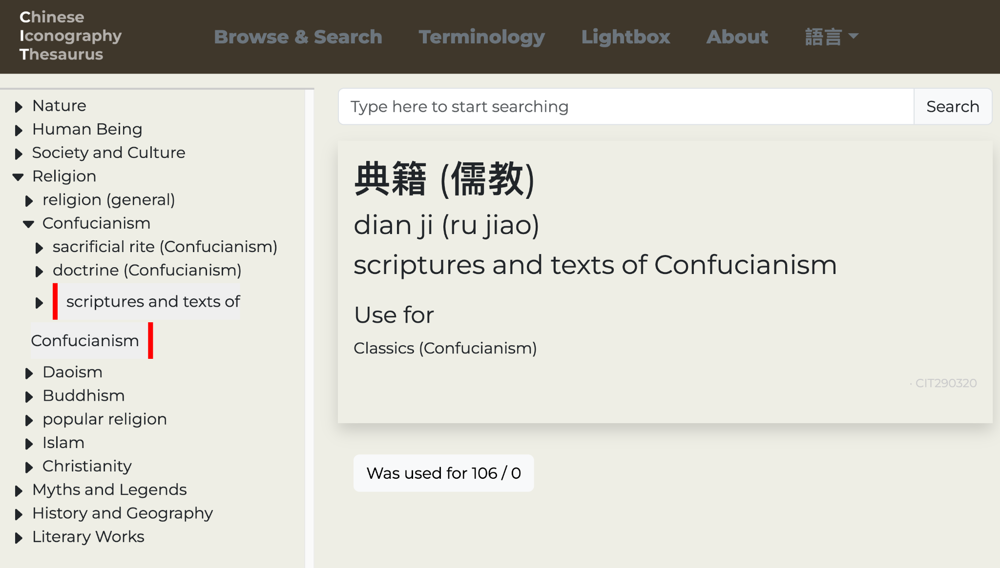 Chinese
Iconography
Thesaurus
Browse & Search
Terminology
Lightbox
About
語言
Nature
Human Being
Society and Culture
Religion
religion (general)
Confucianism
sacrificial rite (Confucianism)
doctrine (Confucianism)
scriptures and texts of
Confucianism
Daoism
Buddhism
popular religion
Islam
Christianity
Myths and Legends
History and Geography
Literary Works
Type here to start searching
Search
典籍 (儒教)
dian ji (ru jiao)
scriptures and texts of Confucianism
Use for
Classics (Confucianism)
· CIT290320
Was used for 106 / 0